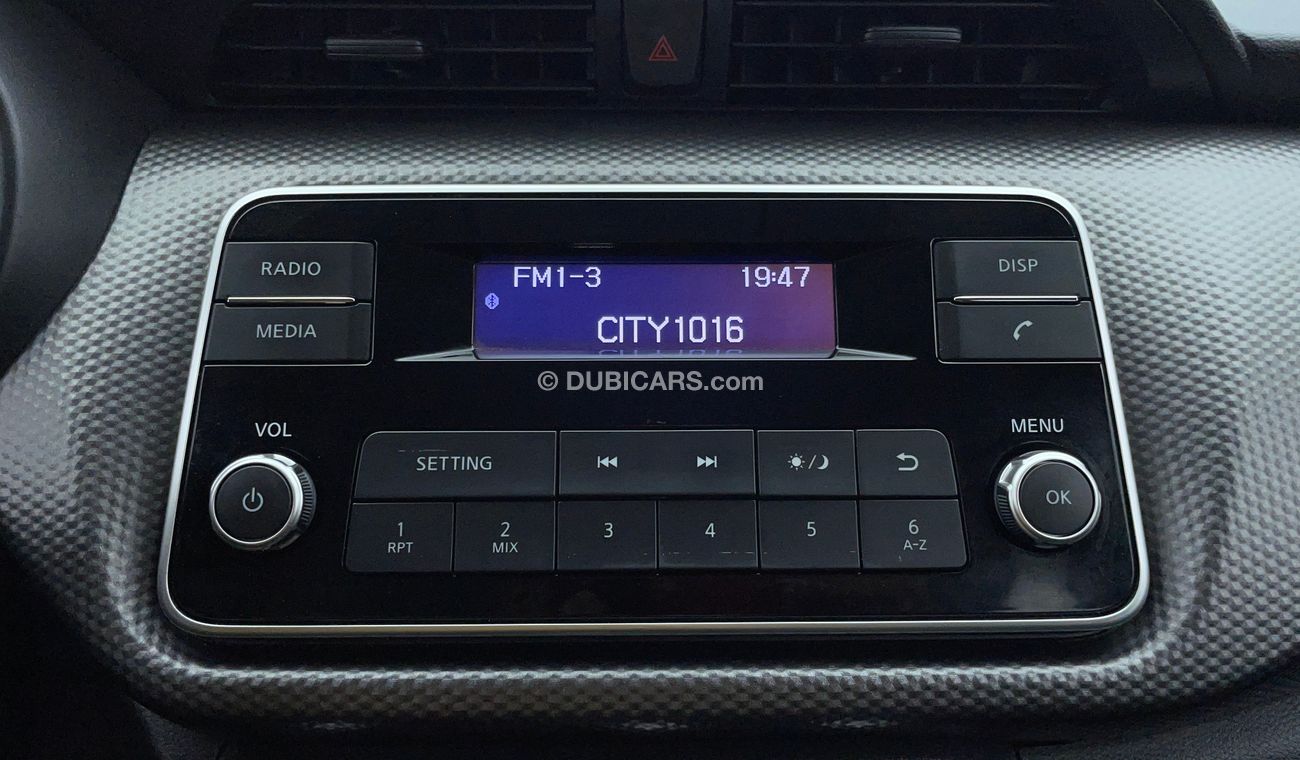 RADIO
MEDIA
FM1-3 19:47
CITY1016
DISP
© DUBICARS.com
VOL
MENU
SETTING
OK
1 2 3 4 5 6
RPT MIX A-Z